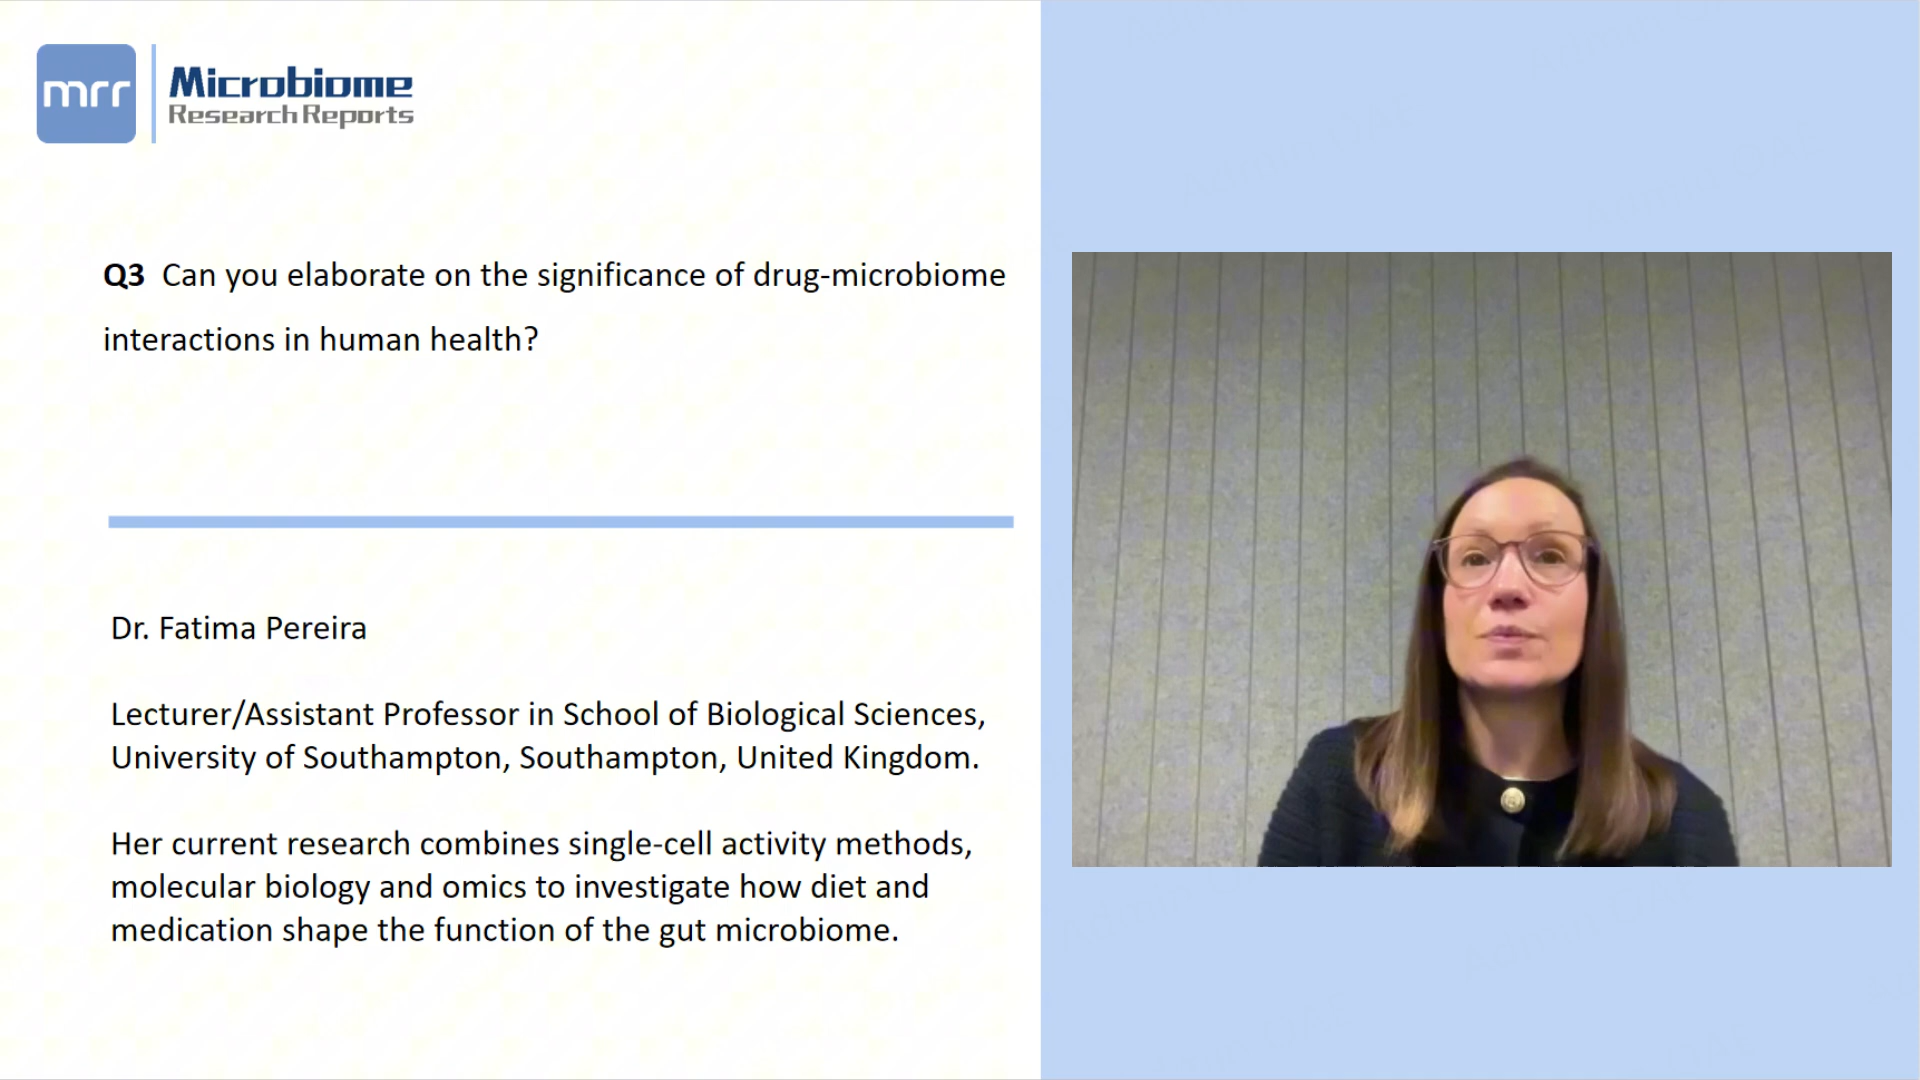 mrr
Microbiome
Research Reports
Q3 Can you elaborate on the significance of drug-microbiome
interactions in human health?
Dr. Fatima Pereira
Lecturer/Assistant Professor in School of Biological Sciences,
University of Southampton, Southampton, United Kingdom.
Her current research combines single-cell activity methods,
molecular biology and omics to investigate how diet and
medication shape the function of the gut microbiome.